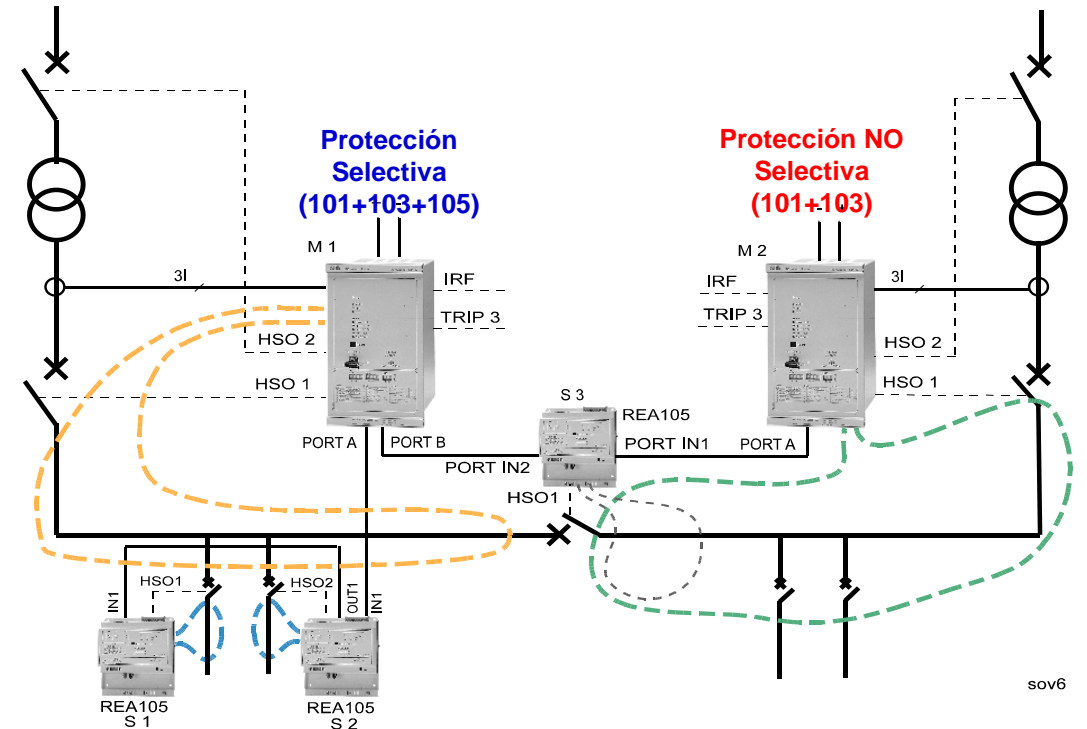 Protección
Selectiva
(101+103+105)
Protección NO
Selectiva
(101+103)
M 1
M 2
3I
IRF
TRIP 3
HSO 2
HSO 1
IRF
TRIP 3
3I
HSO 2
HSO 1
S 3
REA105
PORT A
PORT B
PORT IN2
PORT IN1
PORT A
HSO1
IN1
HSO1
HSO2
OUT1
IN1
REA105
S 1
REA105
S 2
sov6